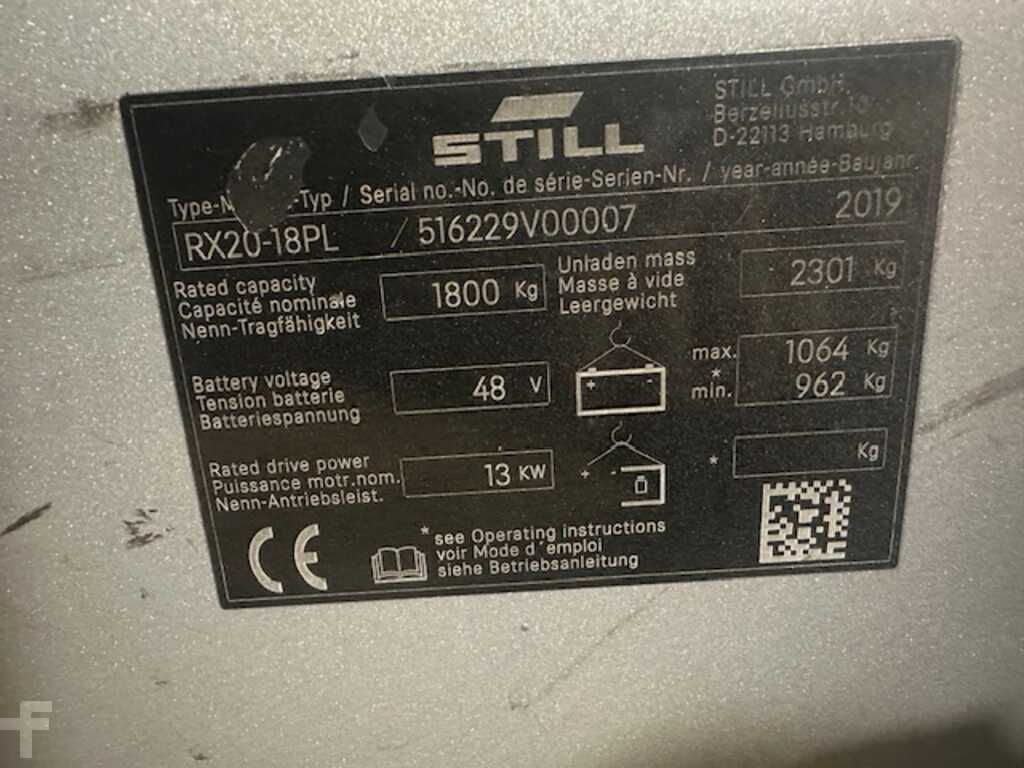 STILL
STILL GmbH.
Berzeliusstr. 10
D-22113 Hamburg
Type-M -Typ / Serial no.-No. de série-Serien-Nr. / year-année-Baujahr
RX20-18PL / 516229V00007 / 2019
Rated capacity
Capacité nominale
Nenn-Tragfähigkeit
1800 Kg
Unladen mass
Masse à vide
Leergewicht
2301 Kg
Battery voltage
Tension batterie
Batteriespannung
48 V
+ -
max. 1064 Kg
*
min. 962 Kg
Rated drive power
Puissance motr.nom.
Nenn-Antriebsleist.
13 KW
+ -
* Kg
CE
* see Operating instructions
voir Mode d'emploi
siehe Betriebsanleitung
F